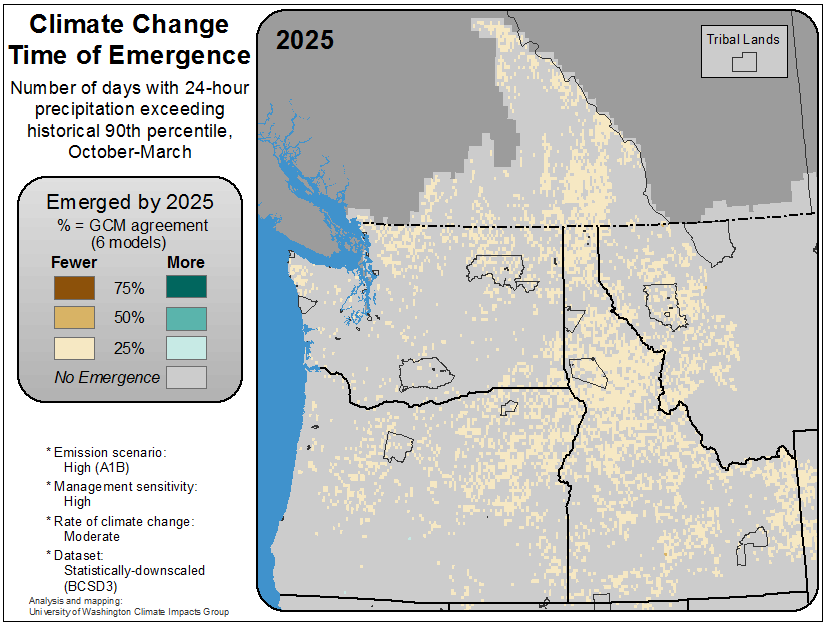 Climate Change
Time of Emergence
Number of days with 24-hour
precipitation exceeding
historical 90th percentile,
October-March
Emerged by 2025
% = GCM agreement
(6 models)
Fewer More
75%
50%
25%
No Emergence
* Emission scenario:
High (A1B)
* Management sensitivity:
High
* Rate of climate change:
Moderate
* Dataset:
Statistically-downscaled
(BCSD3)
Analysis and mapping:
University of Washington Climate Impacts Group
2025
Tribal Lands